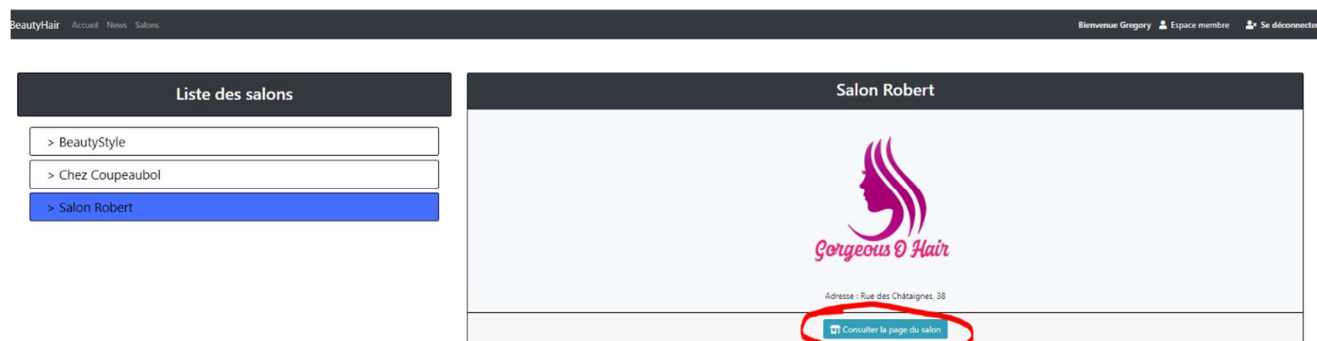 BeautyHair Accueil News Salons
Bienvenue Gregory Espace membre Se déconnecter
Liste des salons
> BeautyStyle
> Chez Coupeaubol
> Salon Robert
Salon Robert
Gorgeous D Hair
Adresse : Rue des Châtaignes, 38
Consulter la page du salon